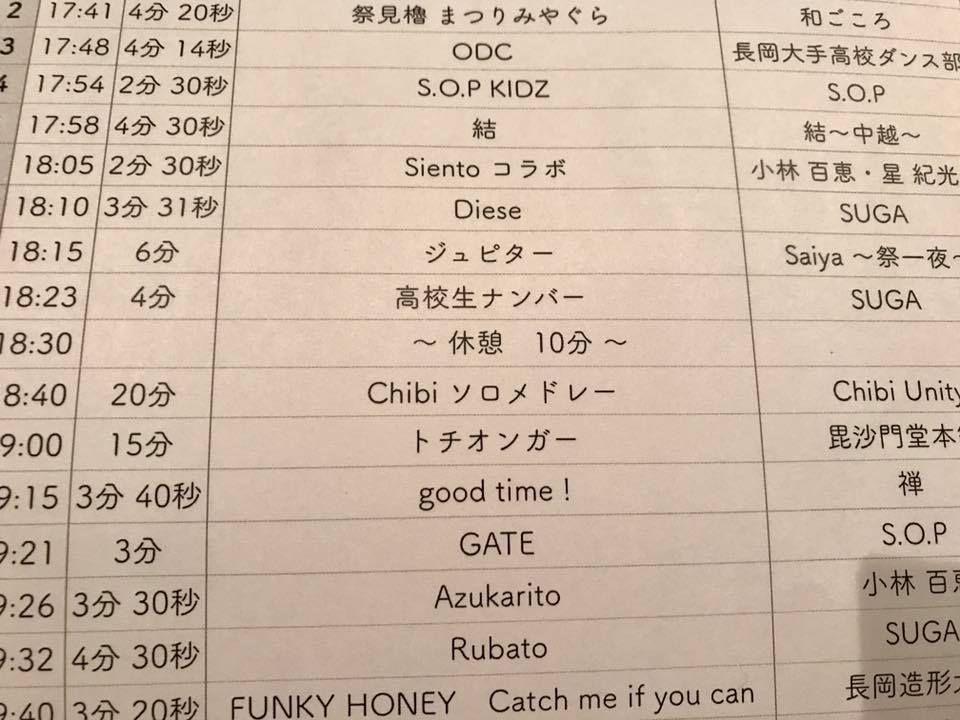 2 17:41 4分 20秒 祭見櫓 まつりみやぐら 和ごころ
3 17:48 4分 14秒 ODC 長岡大手高校ダンス部
4 17:54 2分 30秒 S.O.P KIDZ S.O.P
17:58 4分 30秒 結 結〜中越〜
18:05 2分 30秒 Siento コラボ 小林 百恵・星 紀光
18:10 3分 31秒 Diese SUGA
18:15 6分 ジュピター Saiya 〜祭一夜〜
18:23 4分 高校生ナンバー SUGA
18:30 〜 休憩 10分 〜
8:40 20分 Chibi ソロメドレー Chibi Unity
9:00 15分 トチオンガー 毘沙門堂本
9:15 3分 40秒 good time ! 禅
9:21 3分 GATE S.O.P
9:26 3分 30秒 Azukarito 小林 百
9:32 4分 30秒 Rubato SUGA
9:40 3分 20秒 FUNKY HONEY Catch me if you can 長岡造形